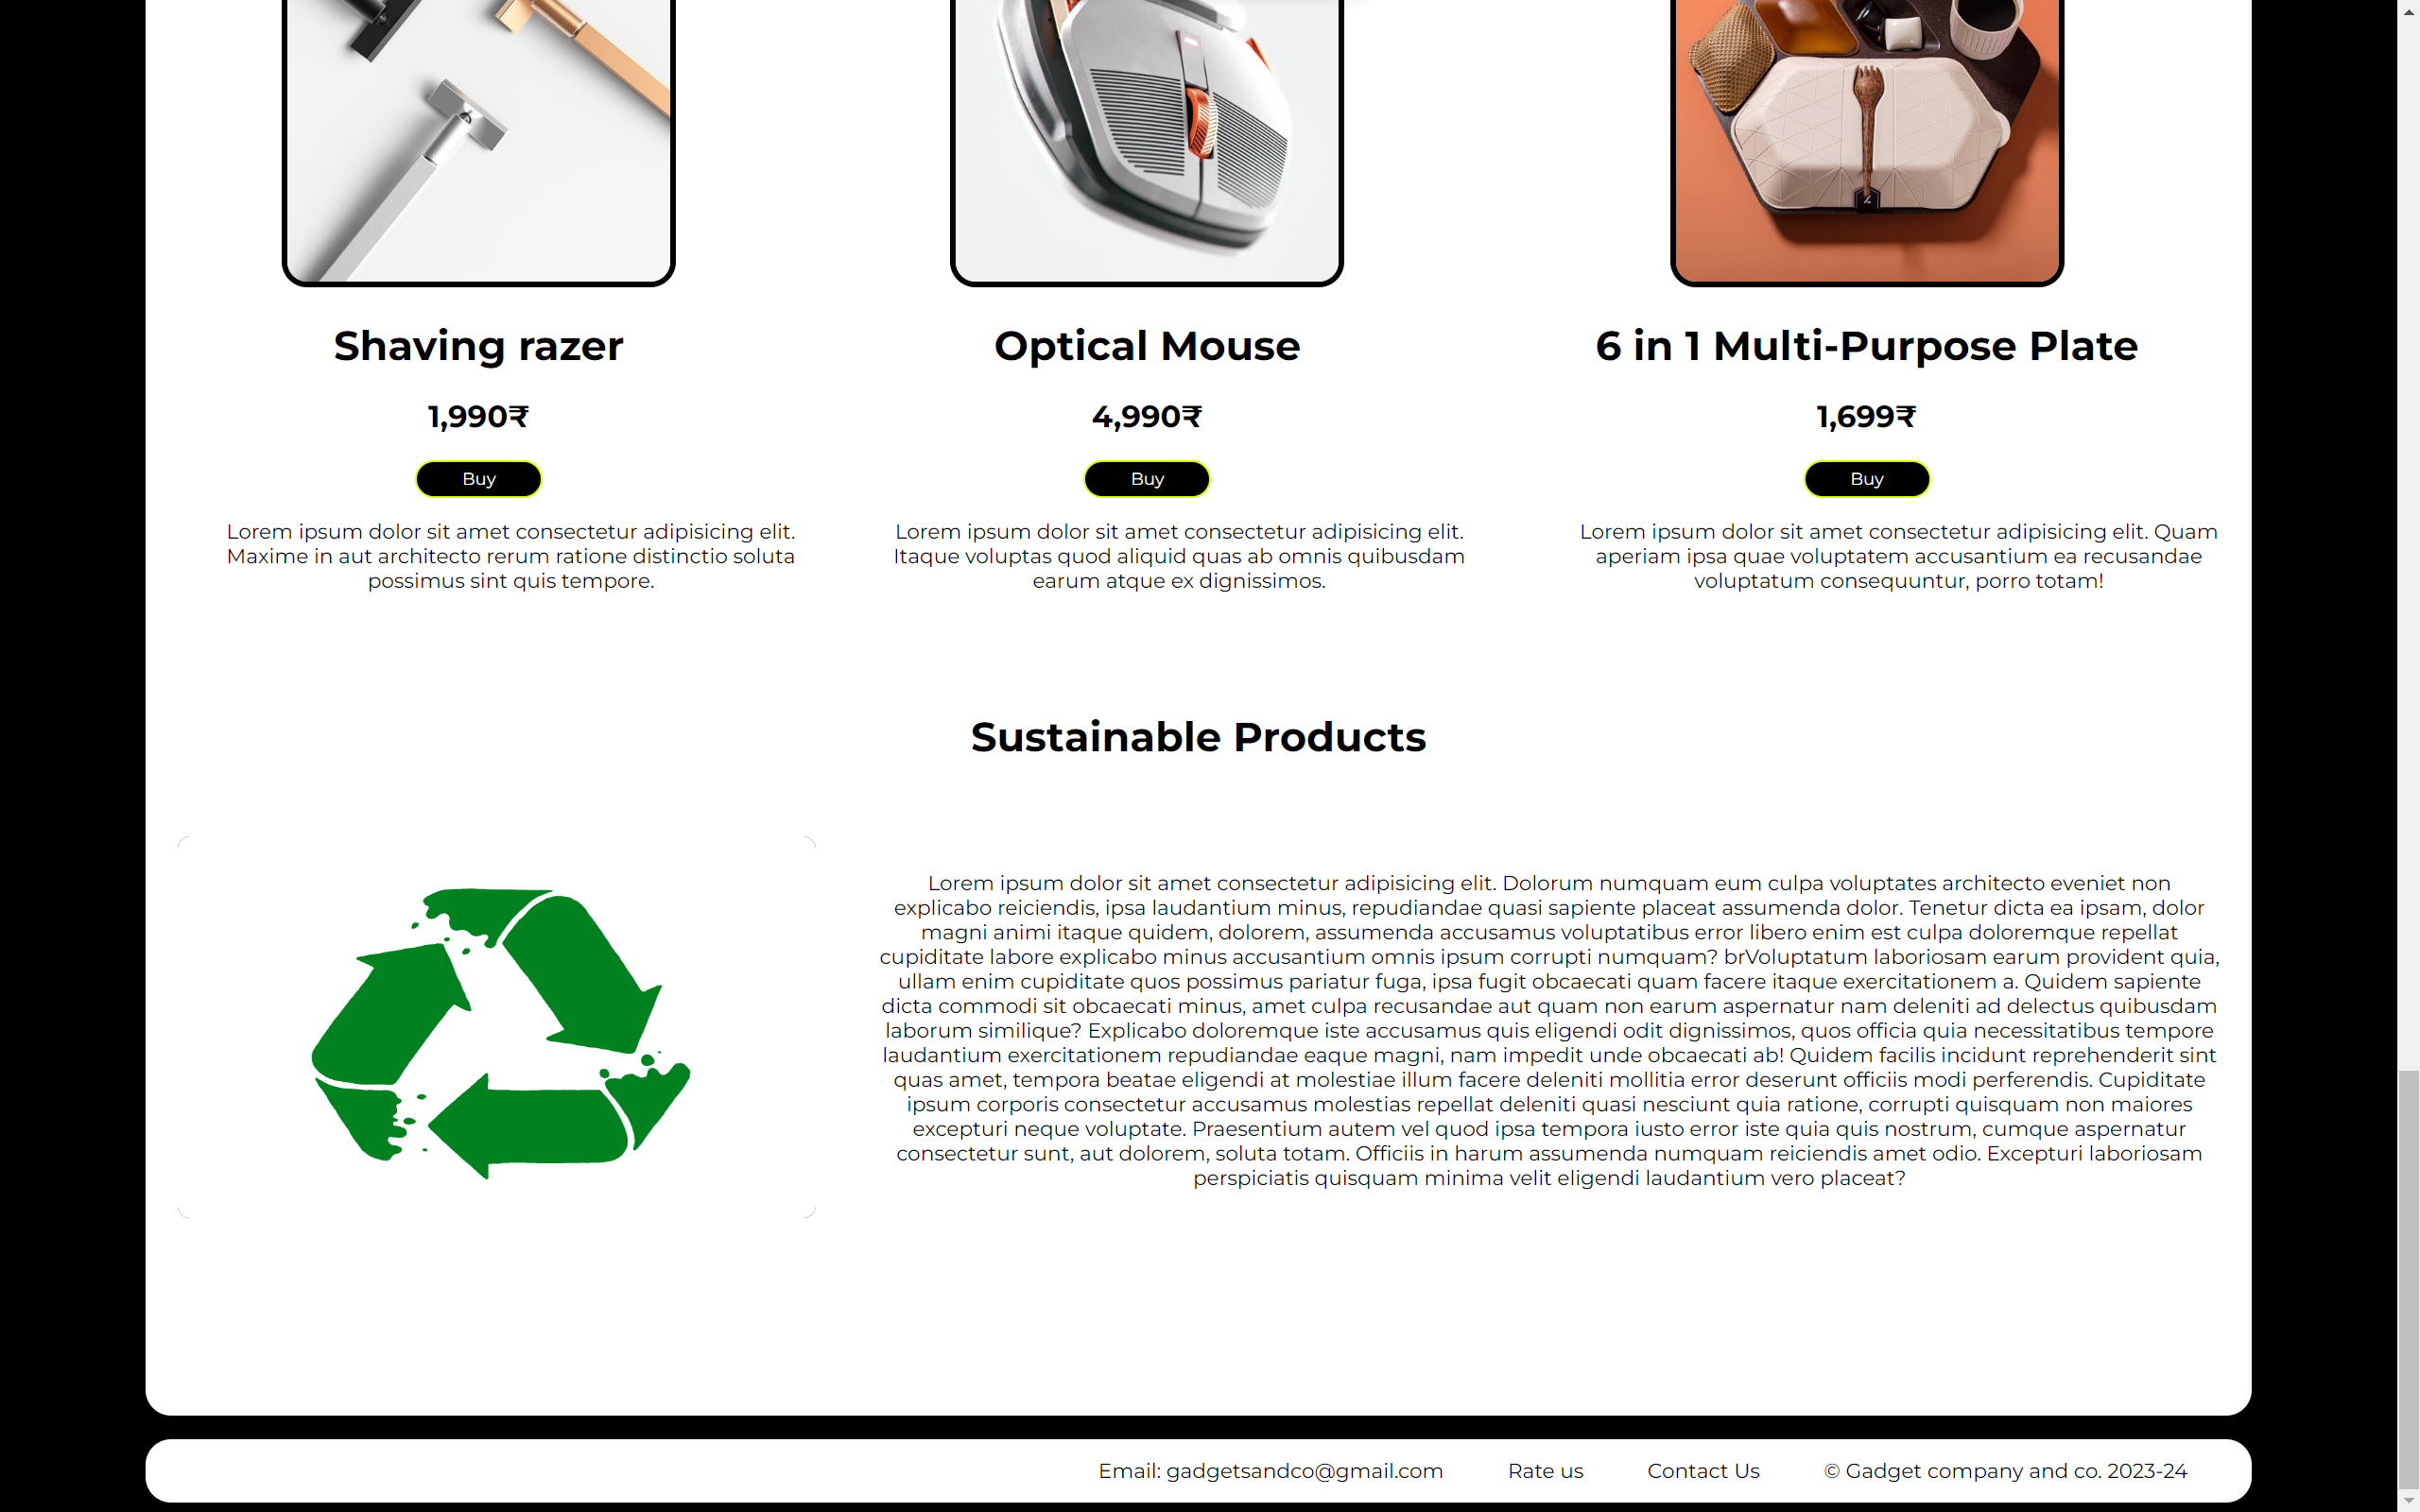 Shaving razer
1,990₹
Buy
Lorem ipsum dolor sit amet consectetur adipisicing elit.
Maxime in aut architecto rerum ratione distinctio soluta
possimus sint quis tempore.
Optical Mouse
4,990₹
Buy
Lorem ipsum dolor sit amet consectetur adipisicing elit.
Itaque voluptas quod aliquid quas ab omnis quibusdam
earum atque ex dignissimos.
6 in 1 Multi-Purpose Plate
1,699₹
Buy
Lorem ipsum dolor sit amet consectetur adipisicing elit. Quam
aperiam ipsa quae voluptatem accusantium ea recusandae
voluptatum consequuntur, porro totam!
Sustainable Products
Lorem ipsum dolor sit amet consectetur adipisicing elit. Dolorum numquam eum culpa voluptates architecto eveniet non
explicabo reiciendis, ipsa laudantium minus, repudiandae quasi sapiente placeat assumenda dolor. Tenetur dicta ea ipsam, dolor
magni animi itaque quidem, dolorem, assumenda accusamus voluptatibus error libero enim est culpa doloremque repellat
cupiditate labore explicabo minus accusantium omnis ipsum corrupti numquam? brVoluptatum laboriosam earum provident quia,
ullam enim cupiditate quos possimus pariatur fuga, ipsa fugit obcaecati quam facere itaque exercitationem a. Quidem sapiente
dicta commodi sit obcaecati minus, amet culpa recusandae aut quam non earum aspernatur nam deleniti ad delectus quibusdam
laborum similique? Explicabo doloremque iste accusamus quis eligendi odit dignissimos, quos officia quia necessitatibus tempore
laudantium exercitationem repudiandae eaque magni, nam impedit unde obcaecati ab! Quidem facilis incidunt reprehenderit sint
quas amet, tempora beatae eligendi at molestiae illum facere deleniti mollitia error deserunt officiis modi perferendis. Cupiditate
ipsum corporis consectetur accusamus molestias repellat deleniti quasi nesciunt quia ratione, corrupti quisquam non maiores
excepturi neque voluptate. Praesentium autem vel quod ipsa tempora iusto error iste quia quis nostrum, cumque aspernatur
consectetur sunt, aut dolorem, soluta totam. Officiis in harum assumenda numquam reiciendis amet odio. Excepturi laboriosam
perspiciatis quisquam minima velit eligendi laudantium vero placeat?
Email: gadgetsandco@gmail.com
Rate us
Contact Us
© Gadget company and co. 2023-24